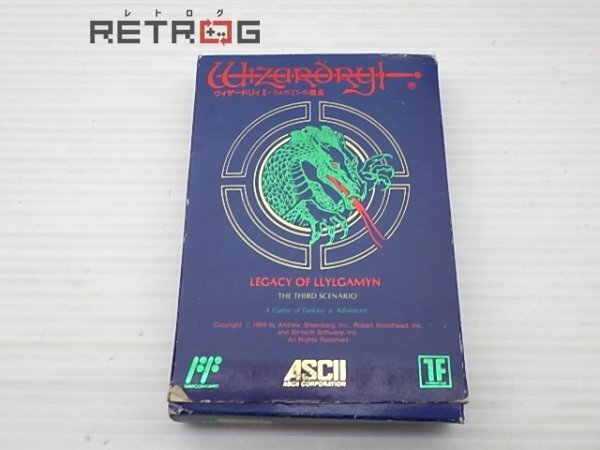 レトログ
RETROG
Wizardry
®
ウィザードリィⅡ・リルガミンの遺産
LEGACY OF LLYLGAMYN
THE THIRD SCENARIO
A Game of Fantasy & Adventure
Copyright © 1989 by Andrew Greenberg, Inc., Robert Woodhead, Inc.
and Sir-tech Software, Inc.
All Rights Reserved
ASCII
ASCII CORPORATION